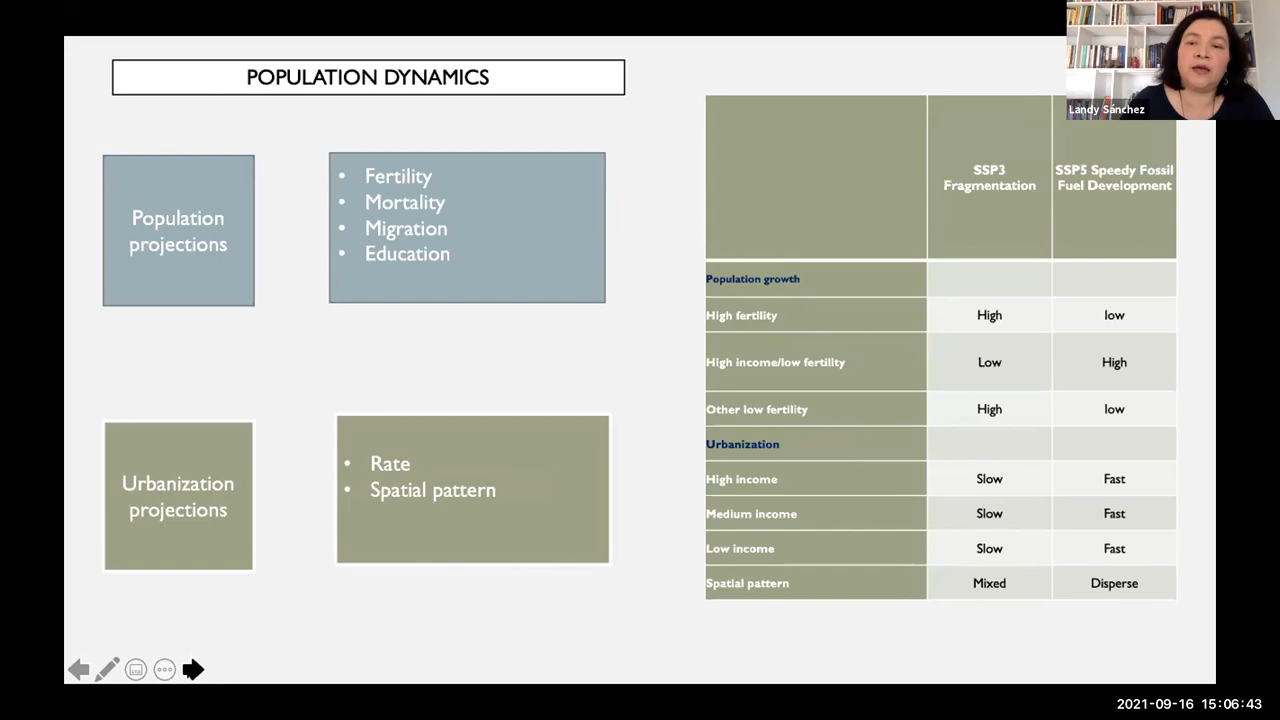 POPULATION DYNAMICS
Landy Sánchez
Population
projections
• Fertility
• Mortality
• Migration
• Education
Urbanization
projections
• Rate
• Spatial pattern
SSP3
Fragmentation
SSP5 Speedy Fossil
Fuel Development
Population growth
High fertility High low
High income/low fertility Low High
Other low fertility High low
Urbanization
High income Slow Fast
Medium income Slow Fast
Low income Slow Fast
Spatial pattern Mixed Disperse
2021-09-16 15:06:43